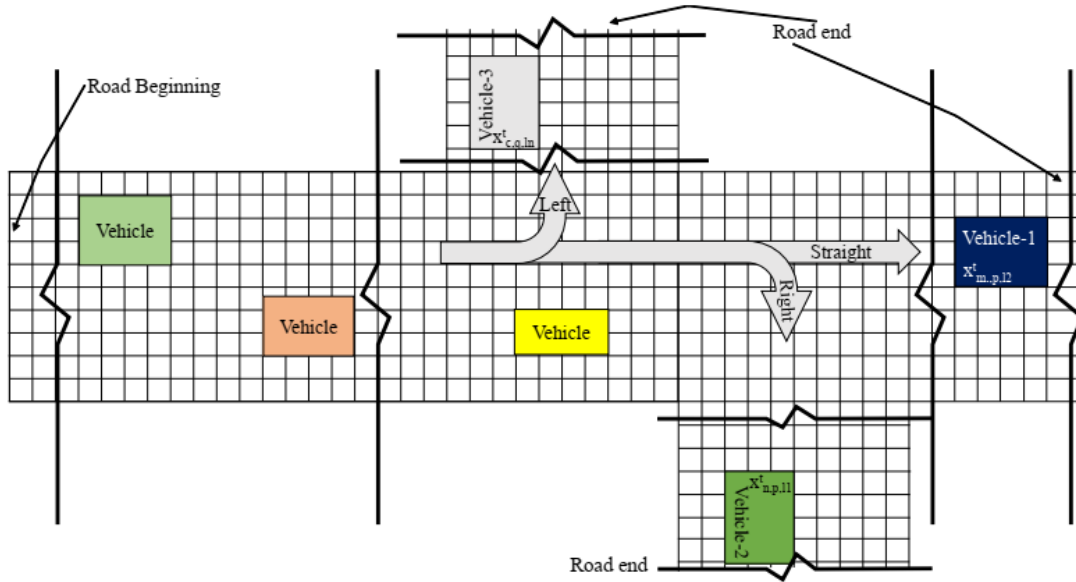 Road end
Road Beginning
Vehicle-3
x^t_{c,q,ln}
Left
Vehicle
Straight
Vehicle-1
x^t_{m,,p,l2}
Right
Vehicle
Vehicle
x^t_{n,p,l1}
Vehicle-2
Road end